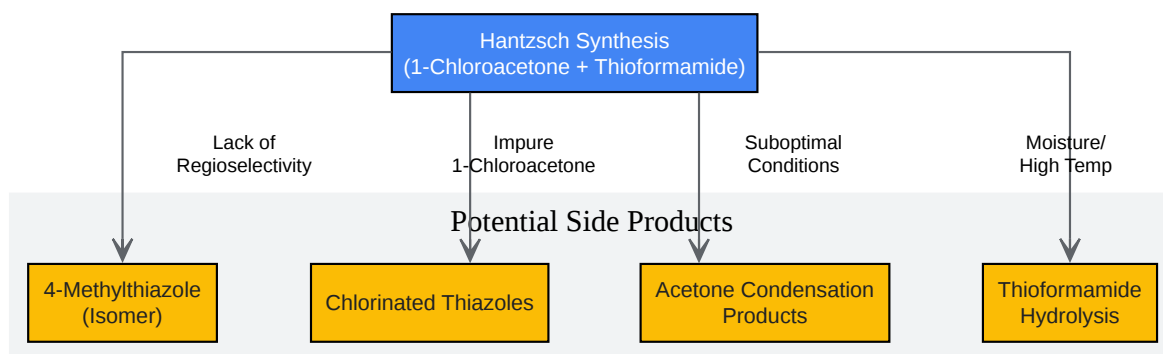 Hantzsch Synthesis
(1-Chloroacetone + Thioformamide)
Lack of
Regioselectivity
Impure
1-Chloroacetone
Suboptimal
Conditions
Moisture/
High Temp
Potential Side Products
4-Methylthiazole
(Isomer)
Chlorinated Thiazoles
Acetone Condensation
Products
Thioformamide
Hydrolysis